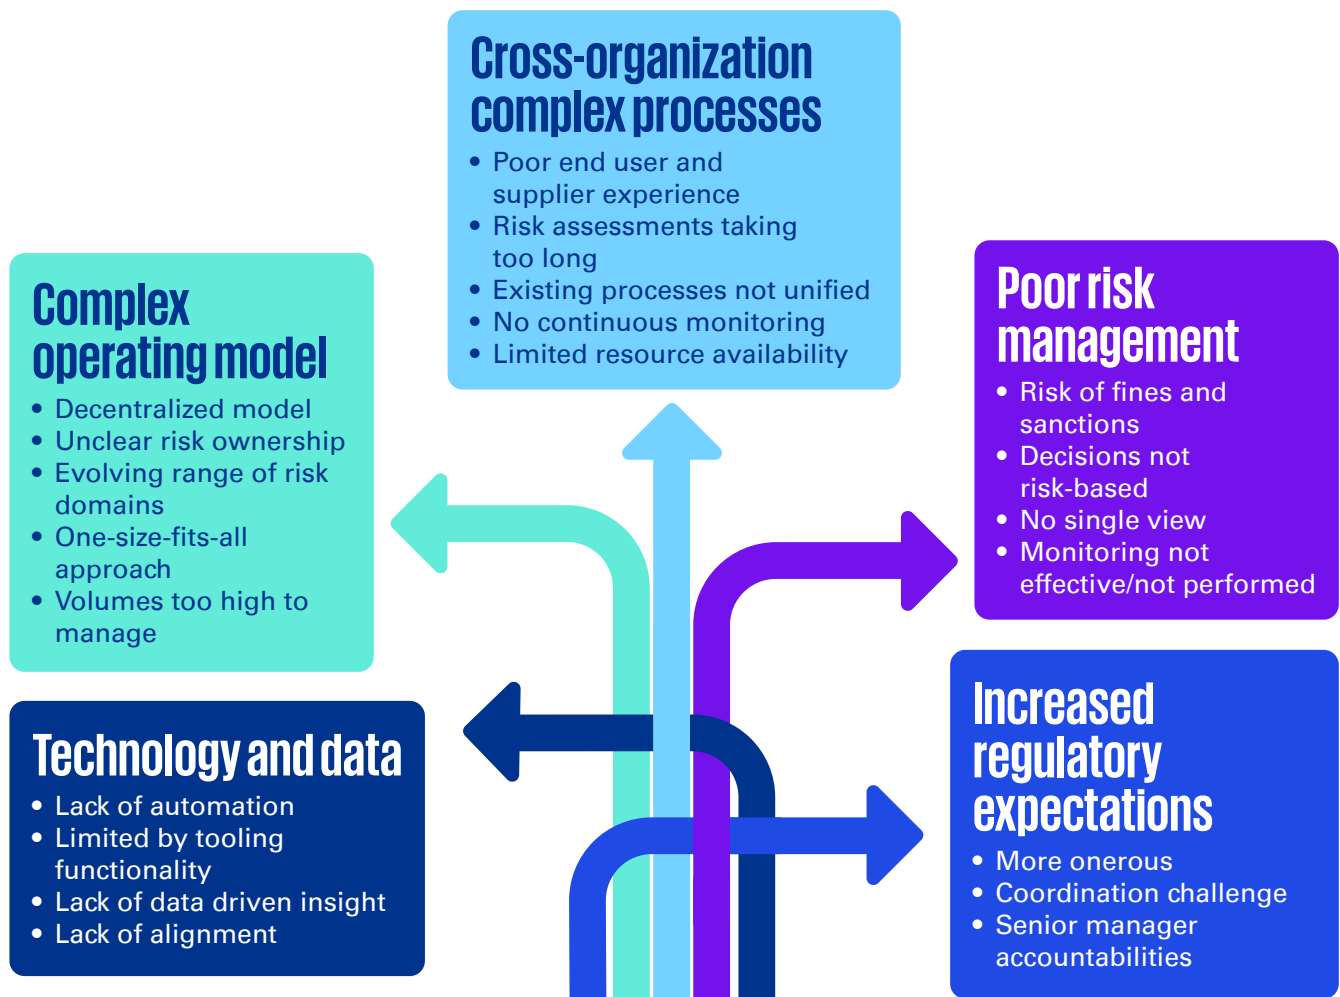 Cross-organization
complex processes
• Poor end user and
supplier experience
• Risk assessments taking
too long
• Existing processes not unified
• No continuous monitoring
• Limited resource availability
Complex
operating model
• Decentralized model
• Unclear risk ownership
• Evolving range of risk
domains
• One-size-fits-all
approach
• Volumes too high to
manage
Poor risk
management
• Risk of fines and
sanctions
• Decisions not
risk-based
• No single view
• Monitoring not
effective/not performed
Technology and data
• Lack of automation
• Limited by tooling
functionality
• Lack of data driven insight
• Lack of alignment
Increased
regulatory
expectations
• More onerous
• Coordination challenge
• Senior manager
accountabilities